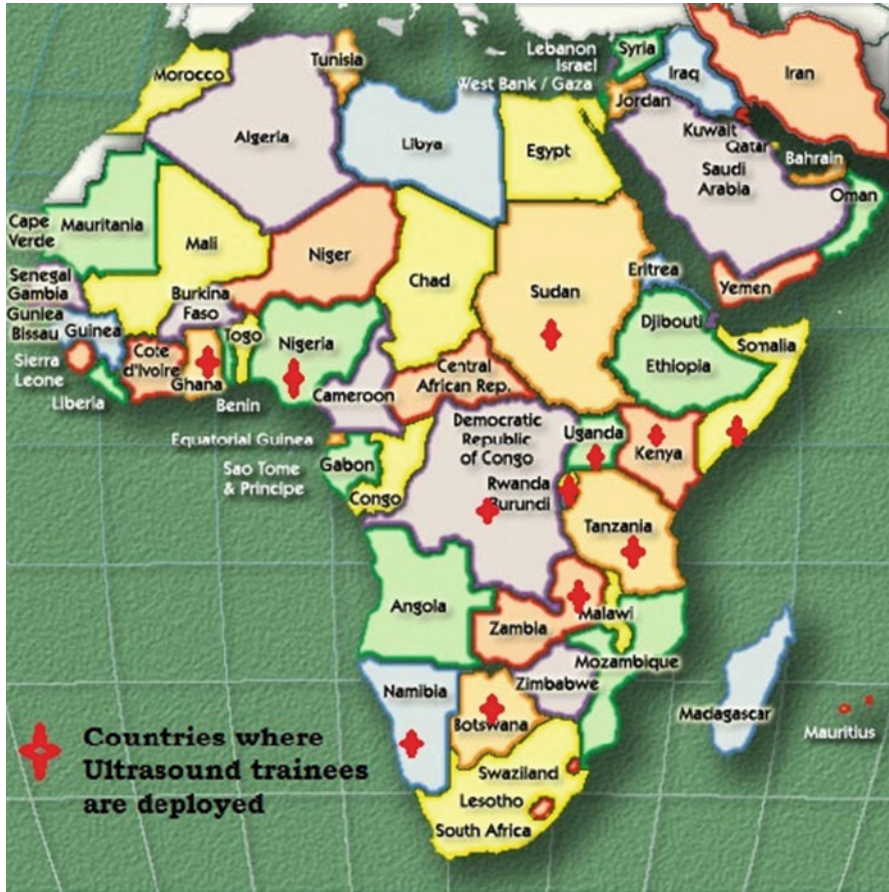 Lebanon
Israel
West Bank / Gaza
Syria
Iraq
Iran
Jordan
Kuwait
Qatar
Bahrain
Saudi
Arabia
Oman
Yemen
Morocco
Tunisia
Algeria
Libya
Egypt
Cape
Verde
Mauritania
Mali
Niger
Chad
Sudan
Eritrea
Djibouti
Ethiopia
Somalia
Senegal
Gambia
Guniea
Bissau
Guinea
Burkina
Faso
Sierra
Leone
Liberia
Cote
d'Ivoire
Ghana
Togo
Benin
Nigeria
Cameroon
Central
African Rep.
Equatorial Guinea
Sao Tome
& Principe
Gabon
Congo
Democratic
Republic
of Congo
Uganda
Kenya
Rwanda
Burundi
Tanzania
Angola
Zambia
Malawi
Mozambique
Zimbabwe
Namibia
Botswana
Madagascar
Mauritius
Swaziland
Lesotho
South Africa
Countries where
Ultrasound trainees
are deployed